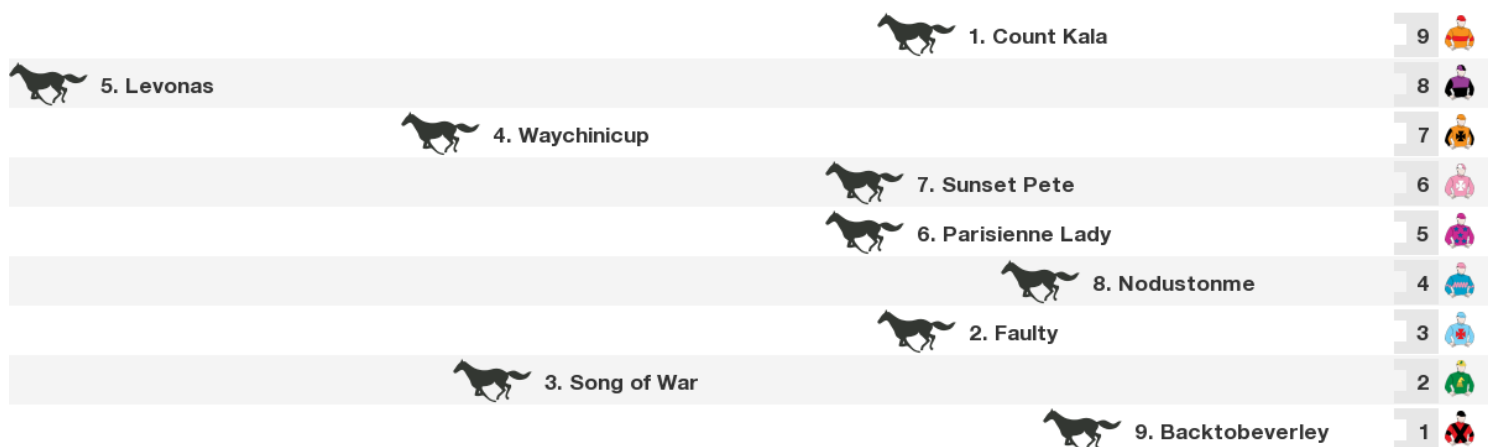 1. Count Kala 9
5. Levonas 8
4. Waychinicup 7
7. Sunset Pete 6
6. Parisienne Lady 5
8. Nodustonme 4
2. Faulty 3
3. Song of War 2
9. Backtobeverley 1